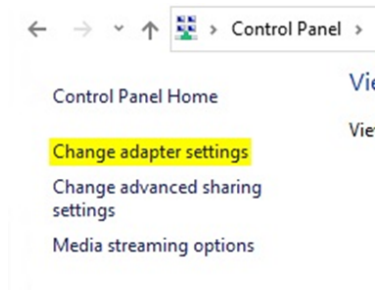 Control Panel
Control Panel Home
Change adapter settings
Change advanced sharing
settings
Media streaming options